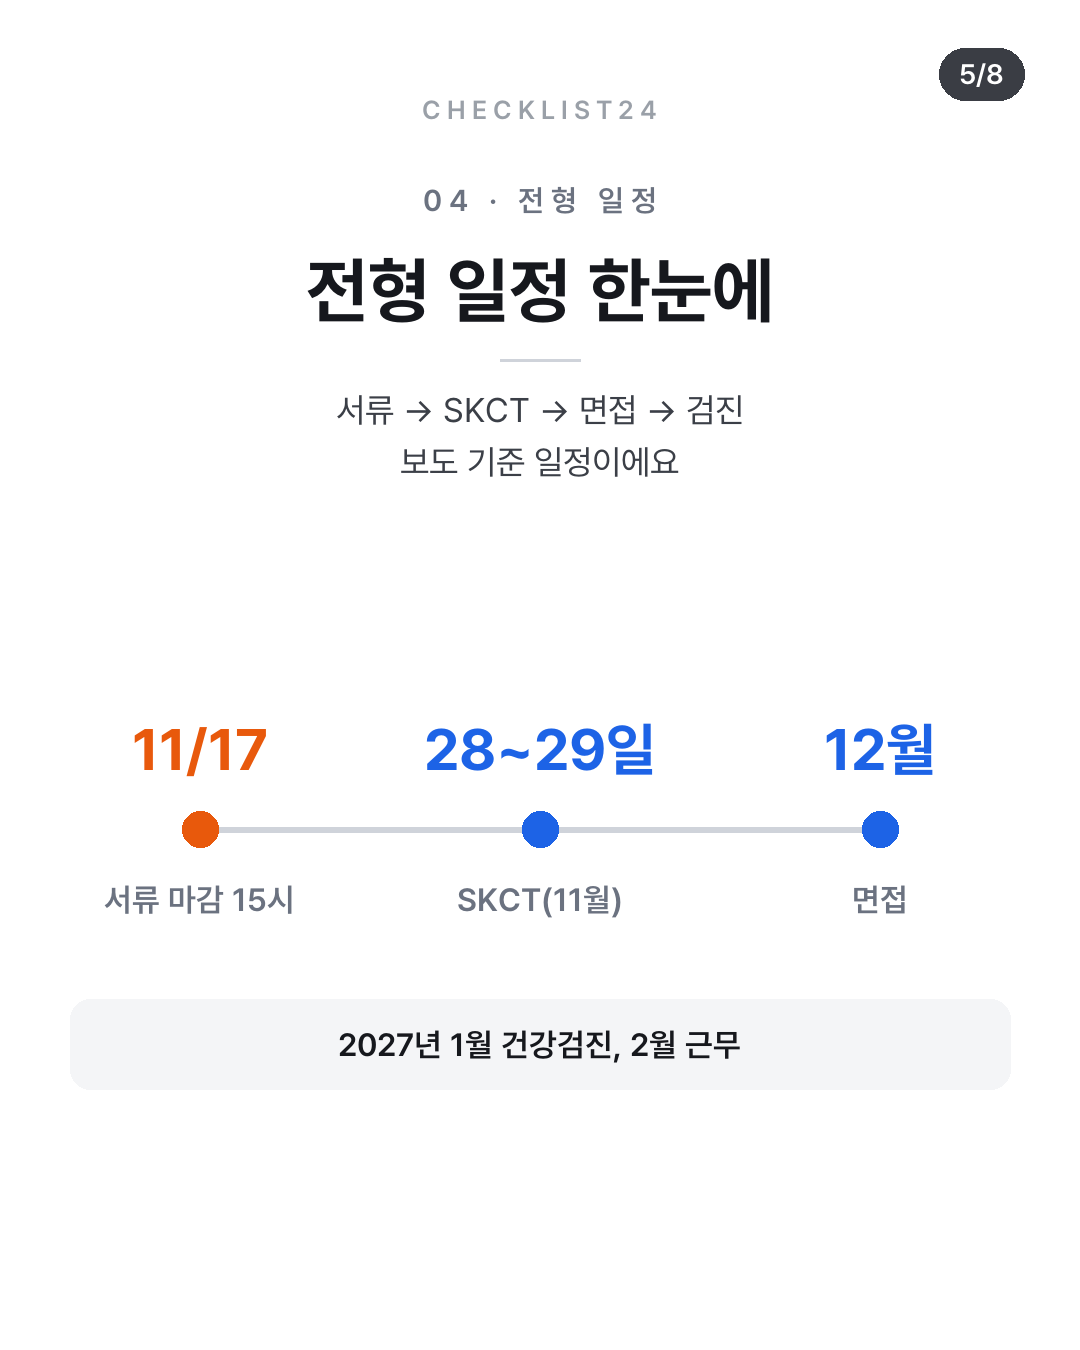 5/8
CHECKLIST24
04 · 전형 일정
전형 일정 한눈에
서류 → SKCT → 면접 → 검진
보도 기준 일정이에요
11/17 28~29일 12월
서류 마감 15시 SKCT(11월) 면접
2027년 1월 건강검진, 2월 근무